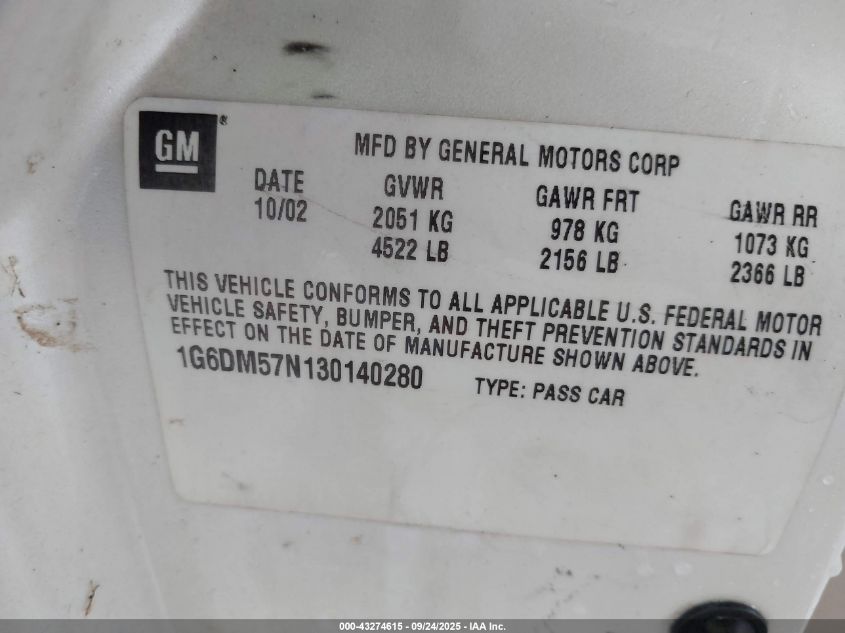 GM®
MFD BY GENERAL MOTORS CORP
DATE GVWR GAWR FRT GAWR RR
10/02 2051 KG 978 KG 1073 KG
4522 LB 2156 LB 2366 LB
THIS VEHICLE CONFORMS TO ALL APPLICABLE U.S. FEDERAL MOTOR
VEHICLE SAFETY, BUMPER, AND THEFT PREVENTION STANDARDS IN
EFFECT ON THE DATE OF MANUFACTURE SHOWN ABOVE.
1G6DM57N130140280 TYPE: PASS CAR
000-43274615 - 09/24/2025 - IAA Inc.